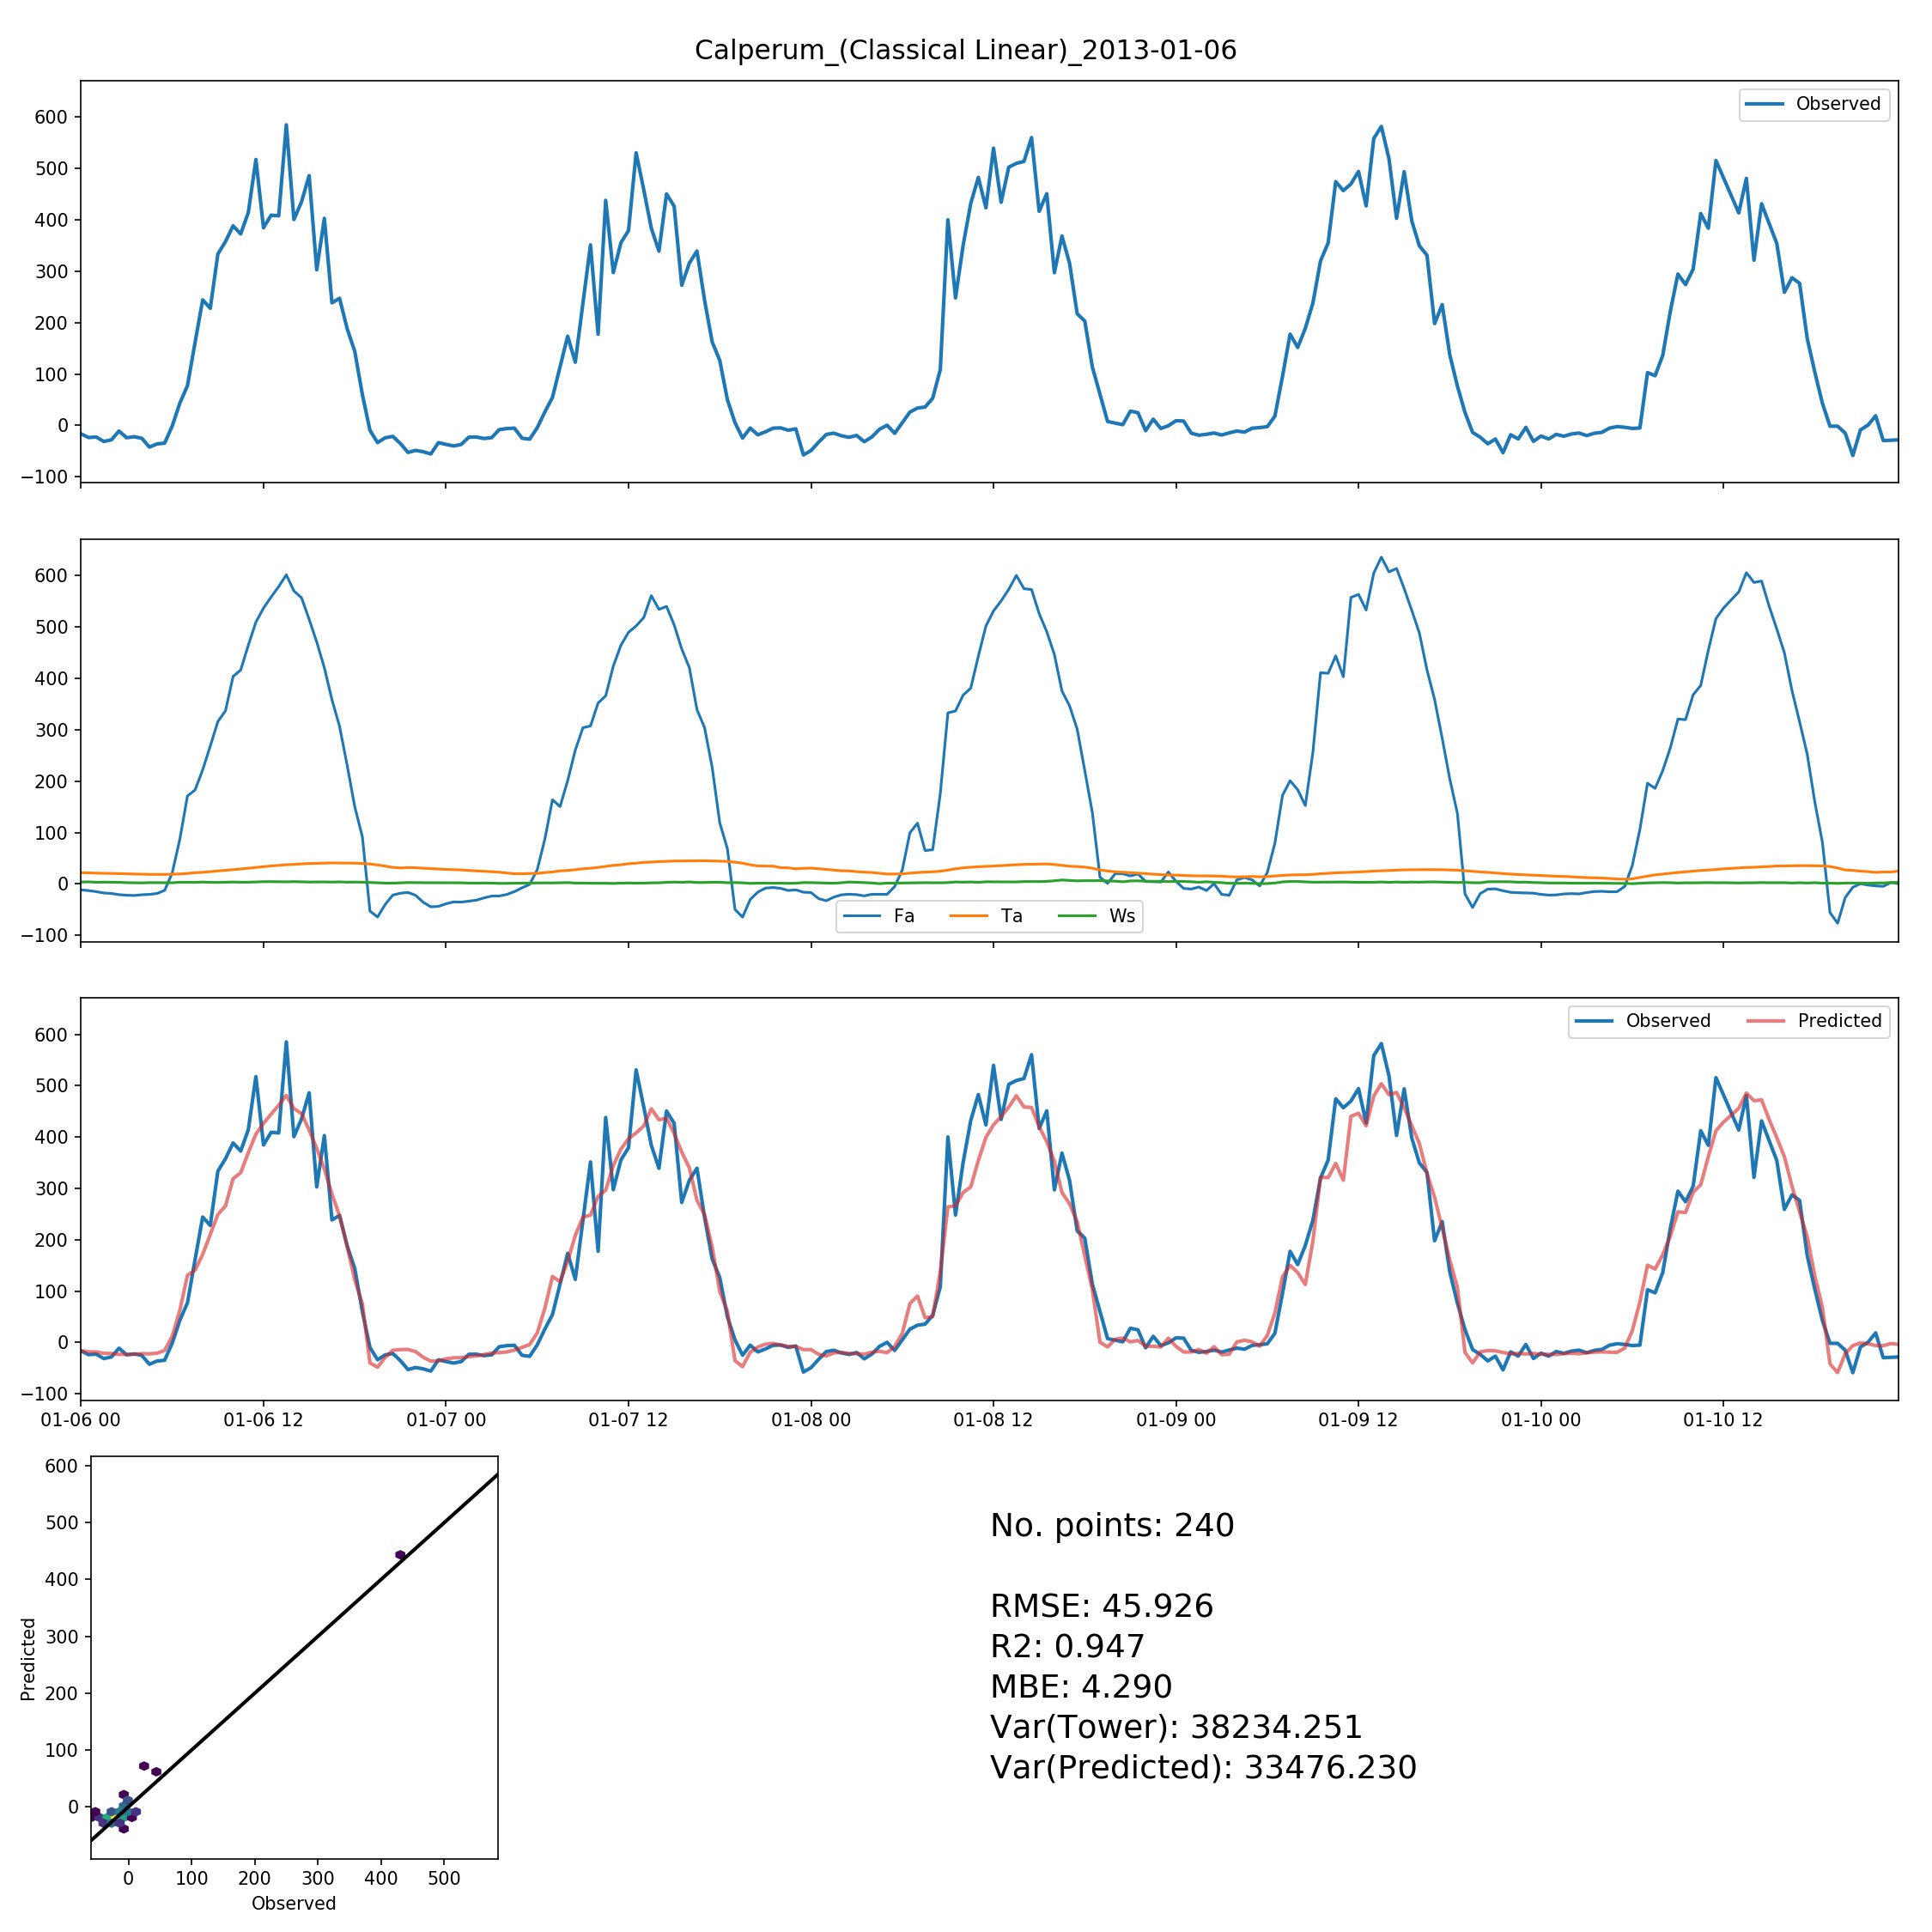 Calperum_(Classical Linear)_2013-01-06
Observed
600
500
400
300
200
100
0
−100
600
500
400
300
200
100
0
−100
Fa Ta Ws
Observed Predicted
600
500
400
300
200
100
0
−100
01-06 00 01-06 12 01-07 00 01-07 12 01-08 00 01-08 12 01-09 00 01-09 12 01-10 00 01-10 12
600
500
400
300
200
100
0
Predicted
0 100 200 300 400 500
Observed
No. points: 240
RMSE: 45.926
R2: 0.947
MBE: 4.290
Var(Tower): 38234.251
Var(Predicted): 33476.230